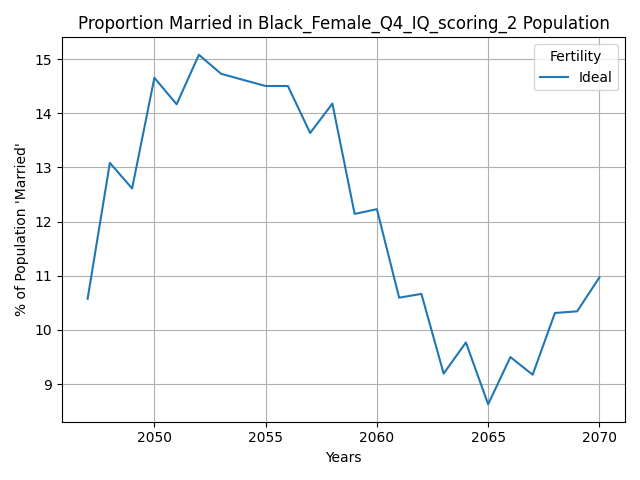 Proportion Married in Black_Female_Q4_IQ_scoring_2 Population
Fertility
Ideal
% of Population 'Married'
15
14
13
12
11
10
9
2050
2055
2060
2065
2070
Years